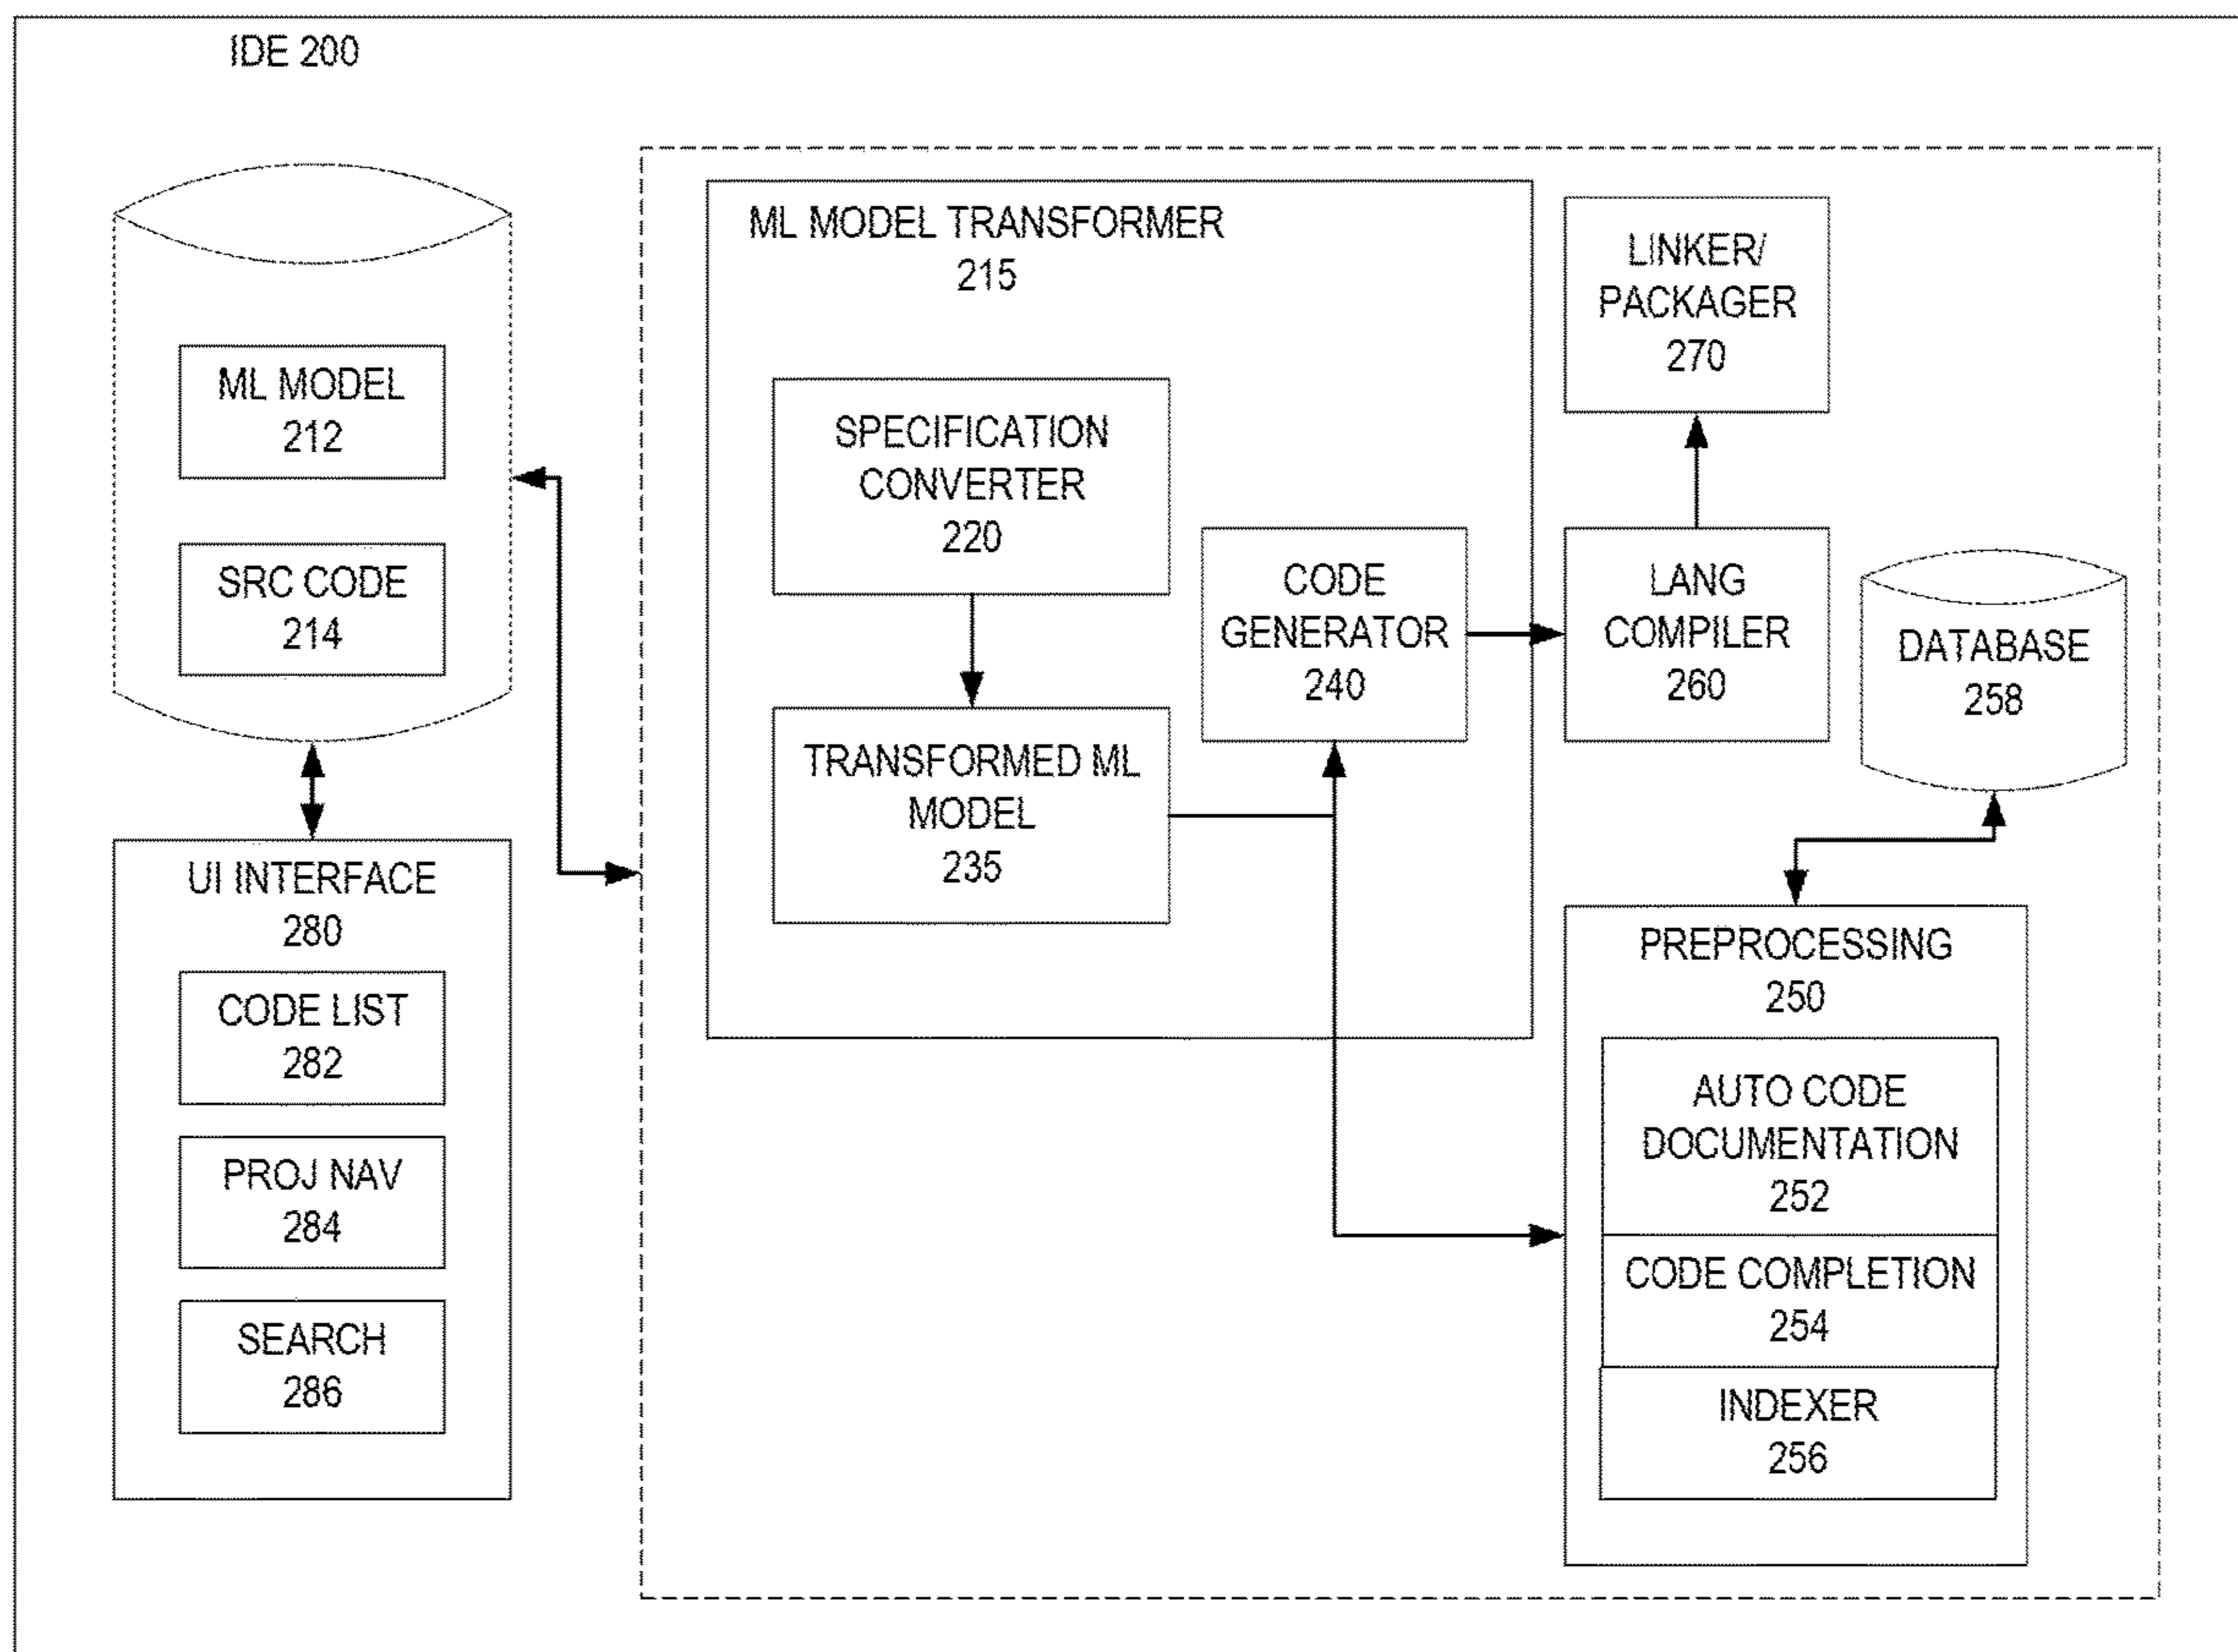 IDE 200
ML MODEL
212
SRC CODE
214
UI INTERFACE
280
CODE LIST
282
PROJ NAV
284
SEARCH
286
ML MODEL TRANSFORMER
215
SPECIFICATION
CONVERTER
220
TRANSFORMED ML
MODEL
235
CODE
GENERATOR
240
LINKER/
PACKAGER
270
LANG
COMPILER
260
DATABASE
258
PREPROCESSING
250
AUTO CODE
DOCUMENTATION
252
CODE COMPLETION
254
INDEXER
256